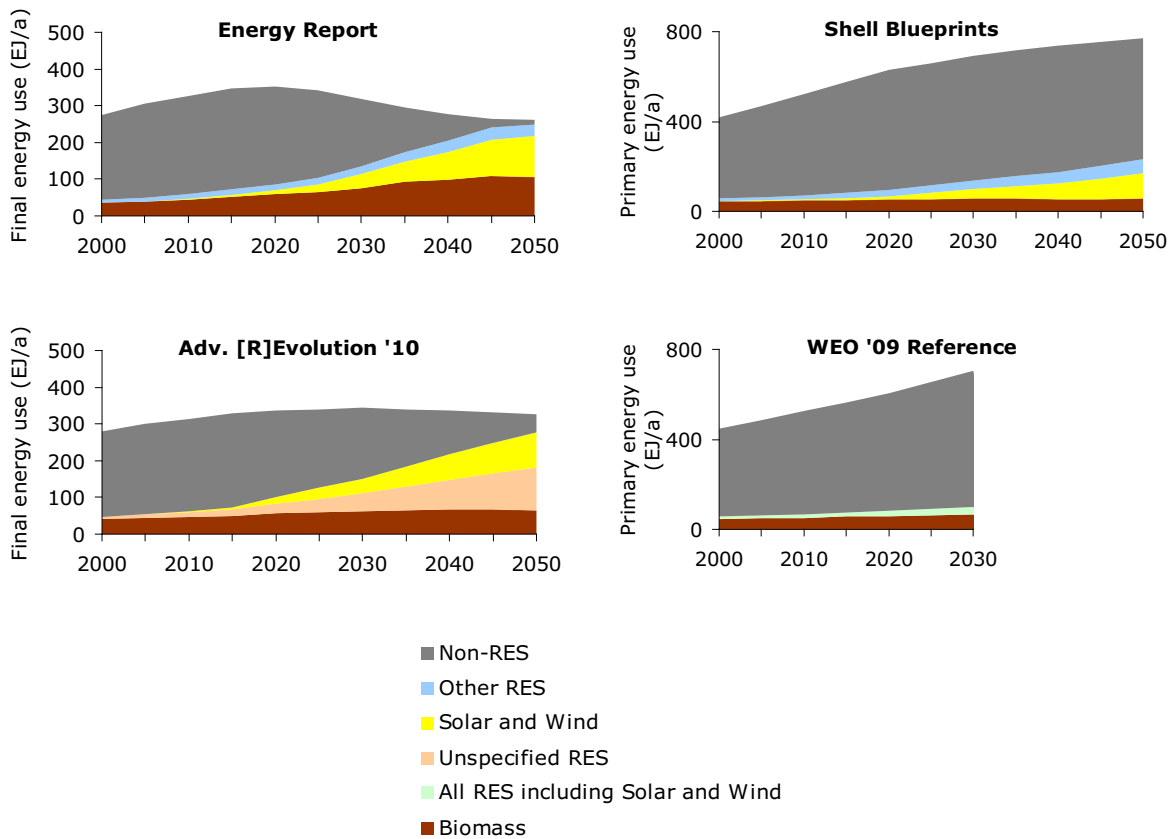 Energy Report
Final energy use (EJ/a)
500
400
300
200
100
0
2000 2010 2020 2030 2040 2050
Shell Blueprints
Primary energy use
(EJ/a)
800
400
0
2000 2010 2020 2030 2040 2050
Adv. [R]Evolution '10
Final energy use (EJ/a)
500
400
300
200
100
0
2000 2010 2020 2030 2040 2050
WEO '09 Reference
Primary energy use
(EJ/a)
800
400
0
2000 2010 2020 2030
Non-RES
Other RES
Solar and Wind
Unspecified RES
All RES including Solar and Wind
Biomass